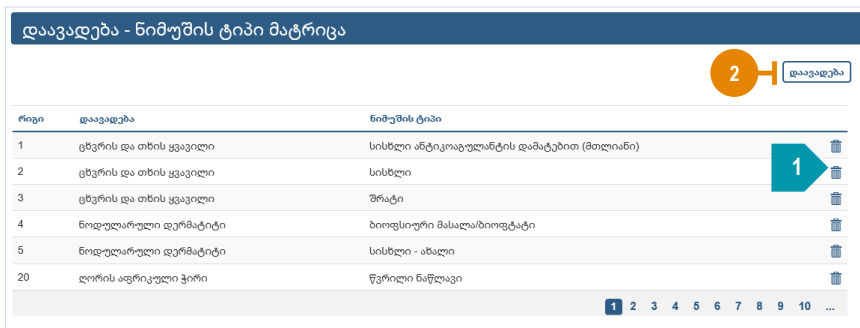 დაავადება - ნიმუშის ტიპი მატრიცა
2
დაავადება
რიგი დაავადება ნიმუშის ტიპი
1 ცხვრის და თხის ყვავილი სისხლი ანტიკოაგულანტის დამატებით (მთლიანი)
2 ცხვრის და თხის ყვავილი სისხლი
1
3 ცხვრის და თხის ყვავილი შრატი
4 ნოდულარული დერმატიტი ბიოფსიური მასალა/ბიოფტატი
5 ნოდულარული დერმატიტი სისხლი - ახალი
20 ღორის აფრიკული ჭირი წვრილი ნაწლავი
1 2 3 4 5 6 7 8 9 10 ...